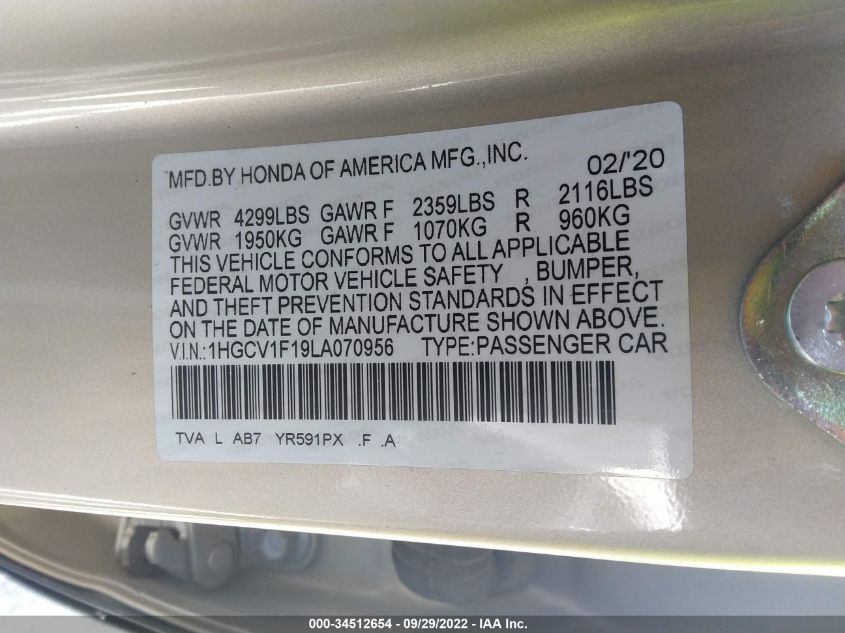 MFD.BY HONDA OF AMERICA MFG.,INC. 02/'20
GVWR 4299LBS GAWR F 2359LBS R 2116LBS
GVWR 1950KG GAWR F 1070KG R 960KG
THIS VEHICLE CONFORMS TO ALL APPLICABLE
FEDERAL MOTOR VEHICLE SAFETY , BUMPER,
AND THEFT PREVENTION STANDARDS IN EFFECT
ON THE DATE OF MANUFACTURE SHOWN ABOVE.
V.I.N.:1HGCV1F19LA070956 TYPE:PASSENGER CAR
TVA L AB7 YR591PX .F .A
000-34512654 - 09/29/2022 - IAA Inc.